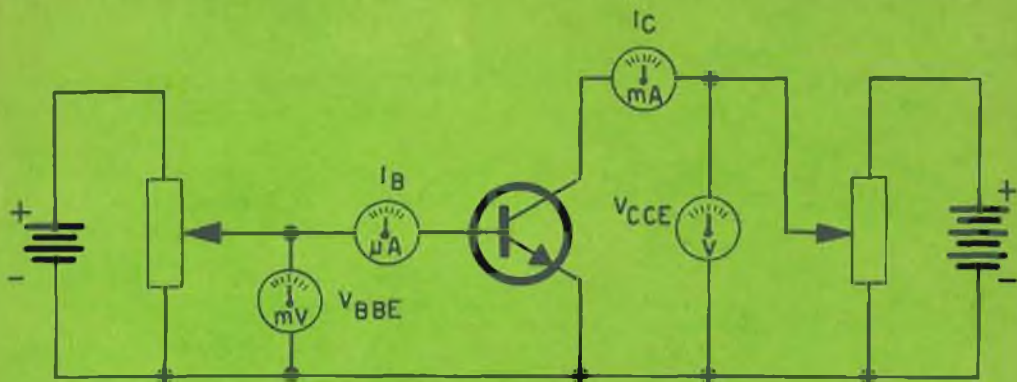 IC
mA
+
IB
VCCE
+
µA
V
-
mV
VBBE
-